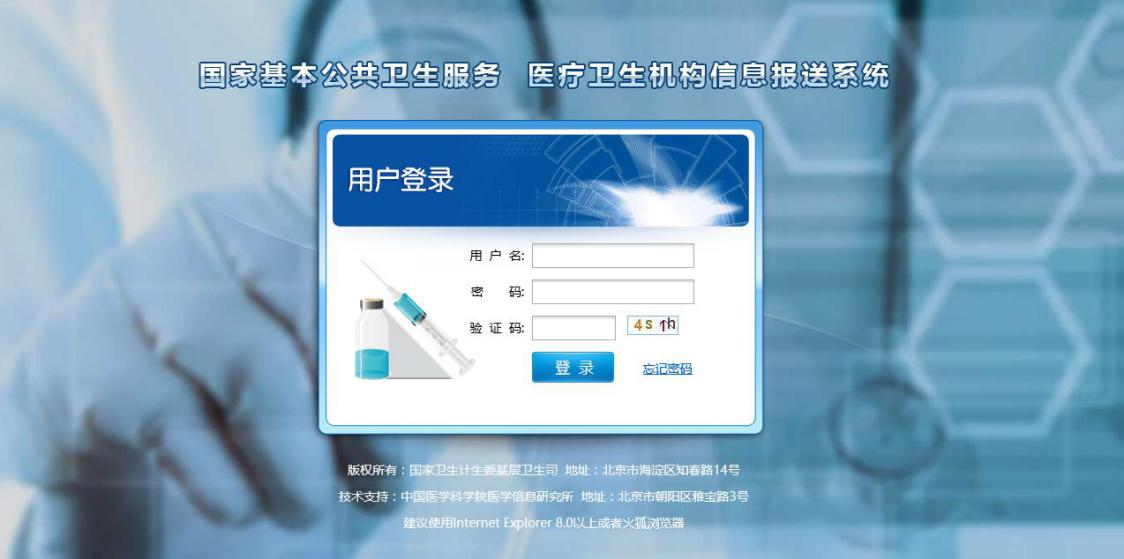 国家基本公共卫生服务 医疗卫生机构信息报送系统
用户登录
用 户 名:
密 码:
验 证 码: 4s1h
登 录 忘记密码
版权所有：国家卫生计生委基层卫生司 地址：北京市海淀区知春路14号
技术支持：中国医学科学院医学信息研究所 地址：北京市朝阳区雅宝路3号
建议使用Internet Explorer 8.0以上或者火狐浏览器